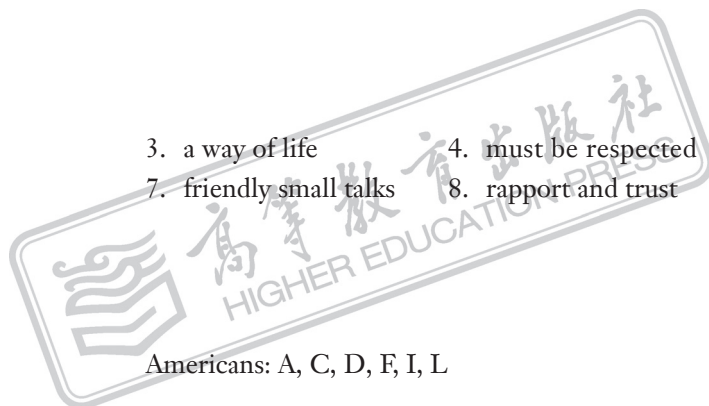 3. a way of life 4. must be respected
7. friendly small talks 8. rapport and trust
高等教育出版社
HIGHER EDUCATION PRESS
Americans: A, C, D, F, I, L